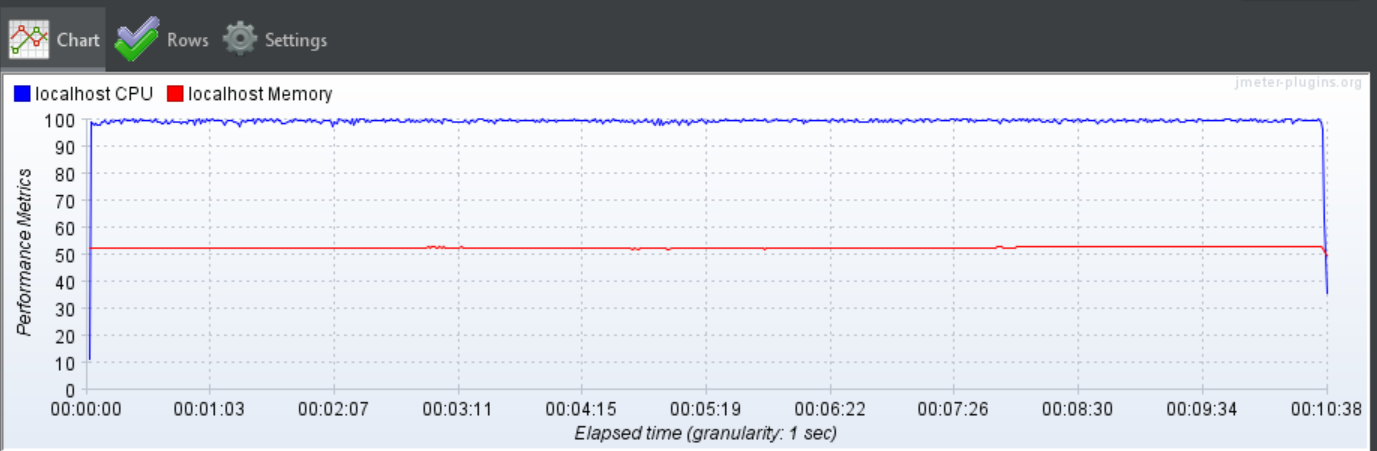 Chart Rows Settings
jmeter-plugins.org
localhost CPU localhost Memory
100
90
80
70
60
50
40
30
20
10
0
Performance Metrics
00:00:00 00:01:03 00:02:07 00:03:11 00:04:15 00:05:19 00:06:22 00:07:26 00:08:30 00:09:34 00:10:38
Elapsed time (granularity: 1 sec)